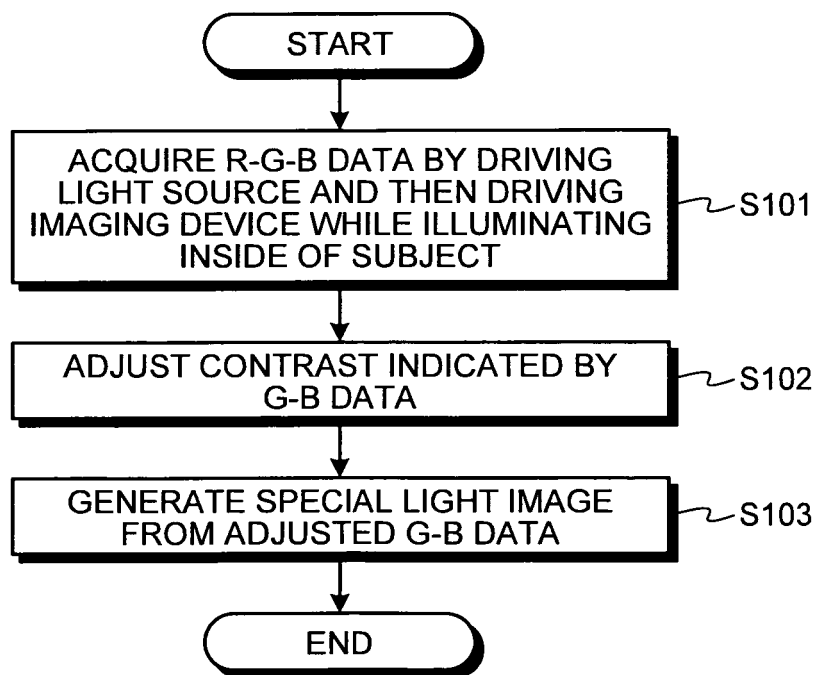 START
ACQUIRE R-G-B DATA BY DRIVING
LIGHT SOURCE AND THEN DRIVING
IMAGING DEVICE WHILE ILLUMINATING
INSIDE OF SUBJECT
S101
ADJUST CONTRAST INDICATED BY
G-B DATA
S102
GENERATE SPECIAL LIGHT IMAGE
FROM ADJUSTED G-B DATA
S103
END